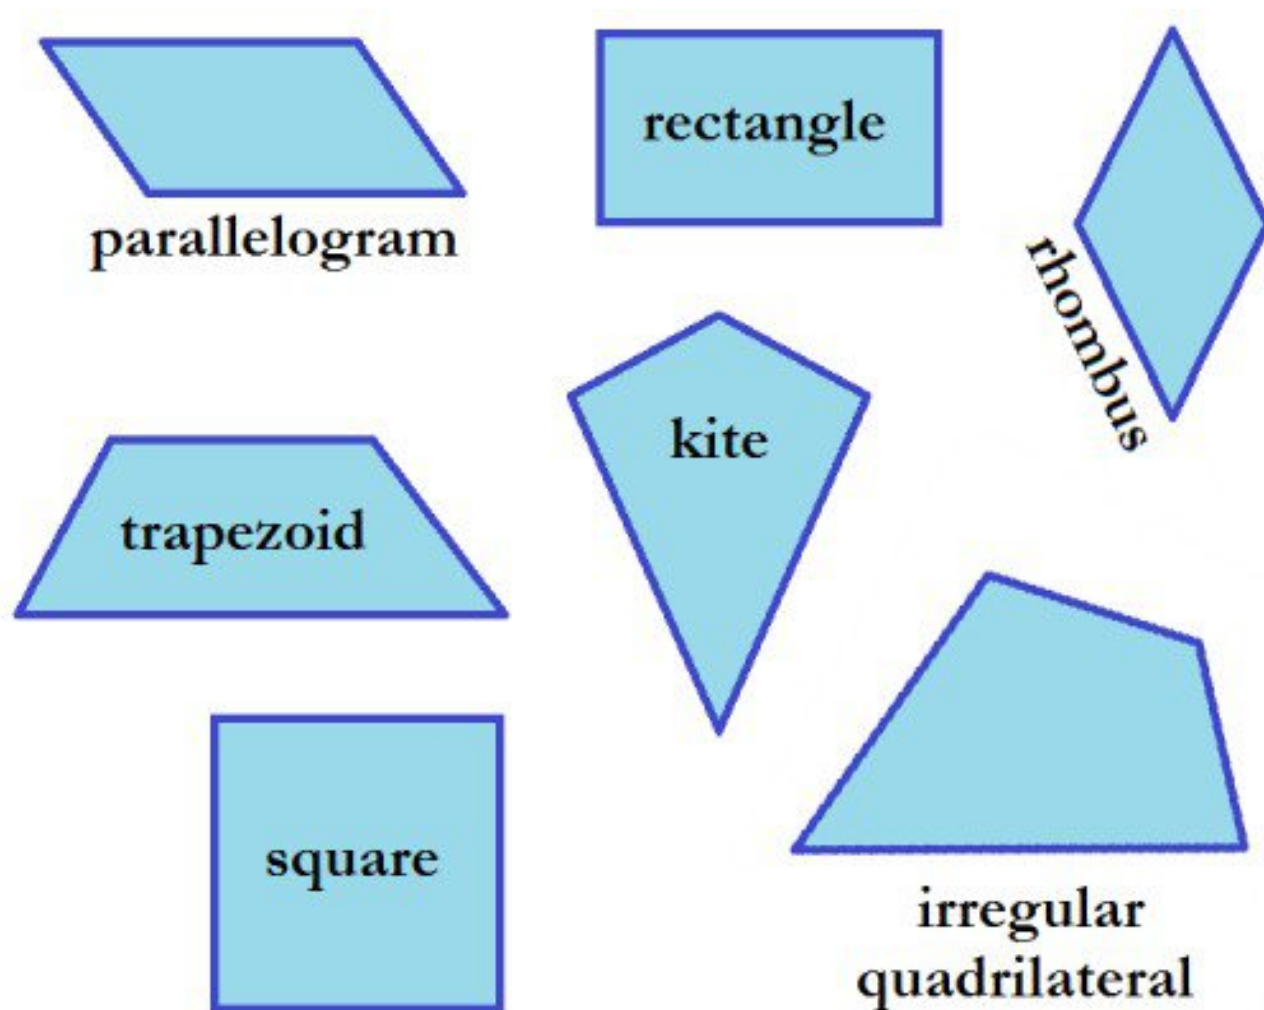 rectangle
parallelogram
rhombus
kite
trapezoid
square
irregular
quadrilateral